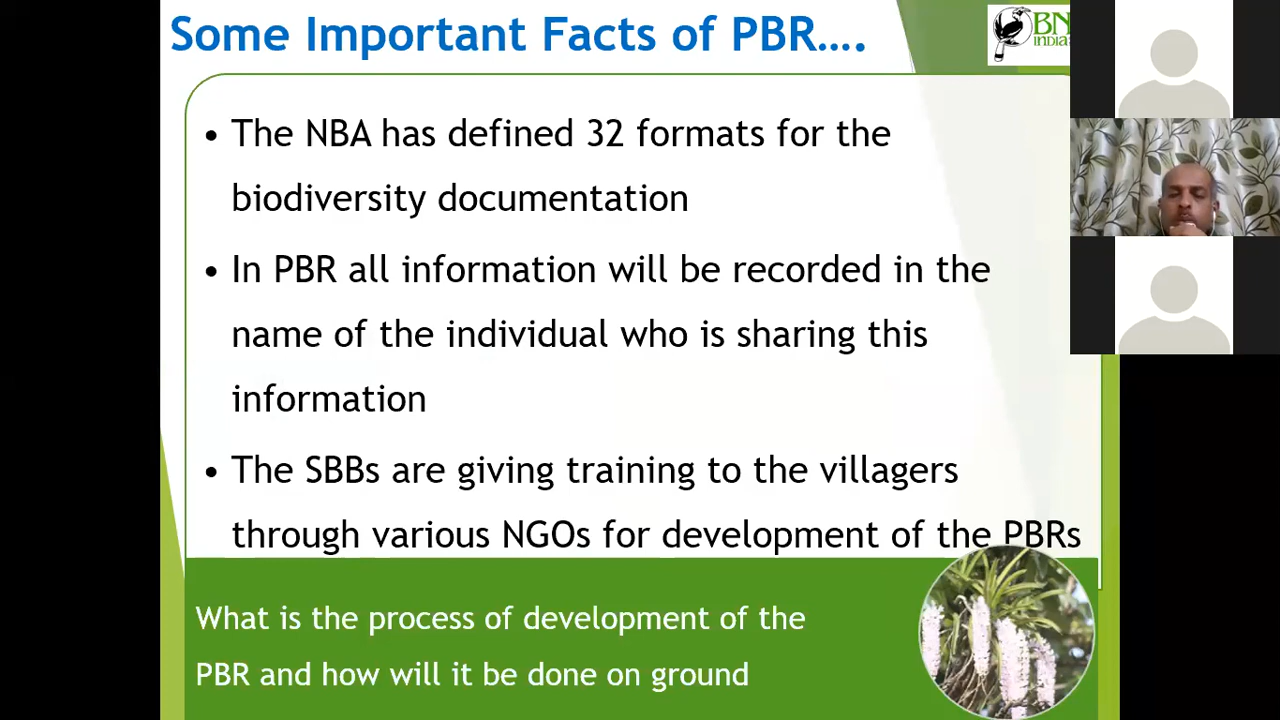 Some Important Facts of PBR….
BN
INDIA
• The NBA has defined 32 formats for the
biodiversity documentation
• In PBR all information will be recorded in the
name of the individual who is sharing this
information
• The SBBs are giving training to the villagers
through various NGOs for development of the PBRs
What is the process of development of the
PBR and how will it be done on ground